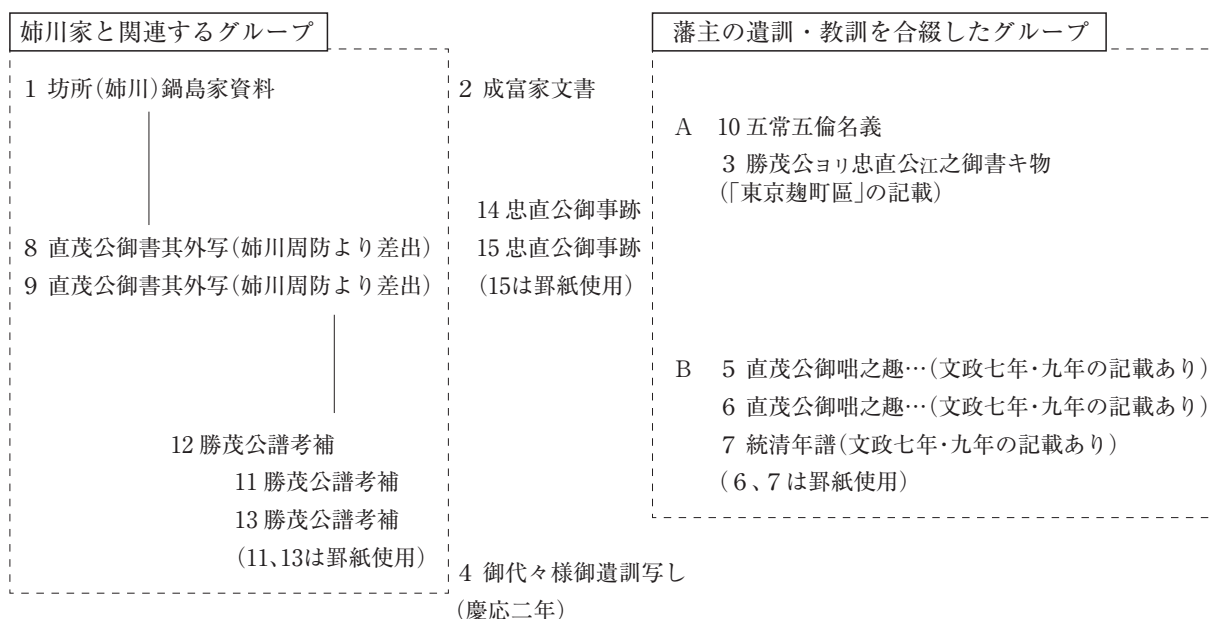 姉川家と関連するグループ
1 坊所(姉川)鍋島家資料
8 直茂公御書其外写(姉川周防より差出)
9 直茂公御書其外写(姉川周防より差出)
12 勝茂公譜考補
11 勝茂公譜考補
13 勝茂公譜考補
(11、13は罫紙使用)
2 成富家文書
14 忠直公御事跡
15 忠直公御事跡
(15は罫紙使用)
4 御代々様御遺訓写し
(慶応二年)
藩主の遺訓・教訓を合綴したグループ
A 10 五常五倫名義
3 勝茂公ヨリ忠直公江之御書キ物
(「東京麹町區」の記載)
B 5 直茂公御咄之趣…(文政七年・九年の記載あり)
6 直茂公御咄之趣…(文政七年・九年の記載あり)
7 統清年譜(文政七年・九年の記載あり)
(6、7は罫紙使用)